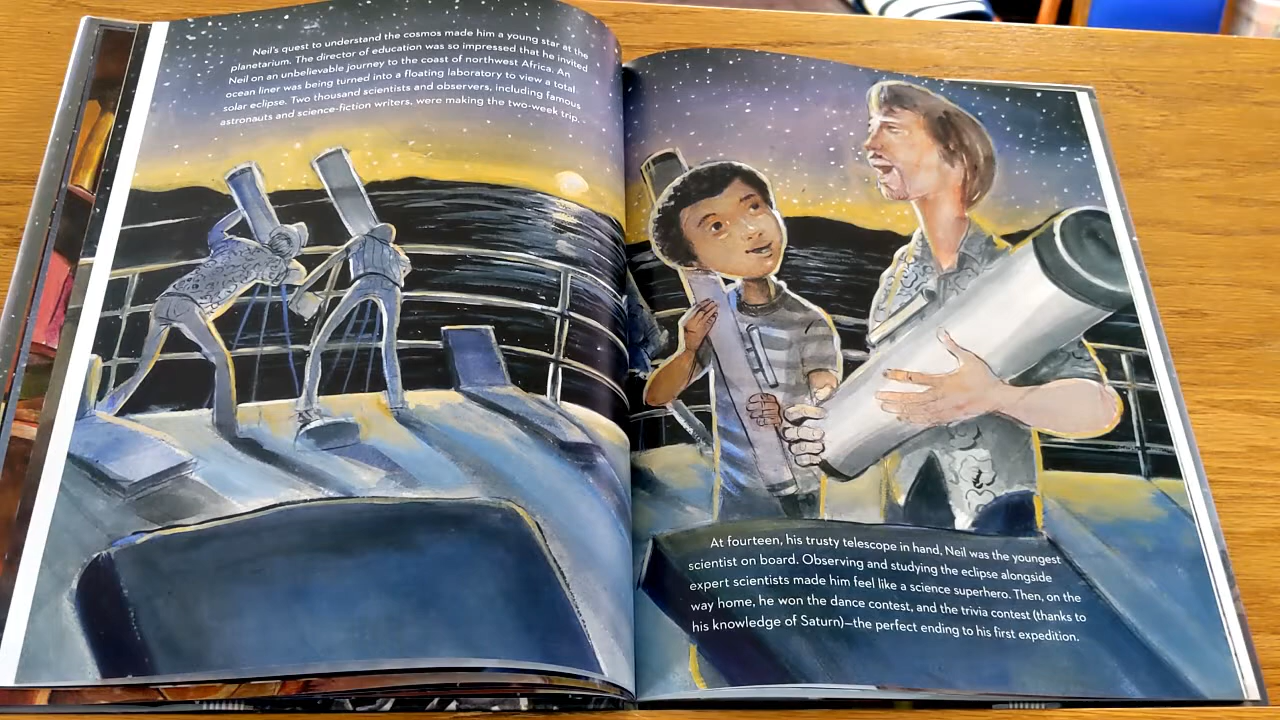 Neil's quest to understand the cosmos made him a young star at the
planetarium. The director of education was so impressed that he invited
Neil on an unbelievable journey to the coast of northwest Africa. An
ocean liner was being turned into a floating laboratory to view a total
solar eclipse. Two thousand scientists and observers, including famous
astronauts and science-fiction writers, were making the two-week trip.
At fourteen, his trusty telescope in hand, Neil was the youngest
scientist on board. Observing and studying the eclipse alongside
expert scientists made him feel like a science superhero. Then, on the
way home, he won the dance contest, and the trivia contest (thanks to
his knowledge of Saturn)—the perfect ending to his first expedition.